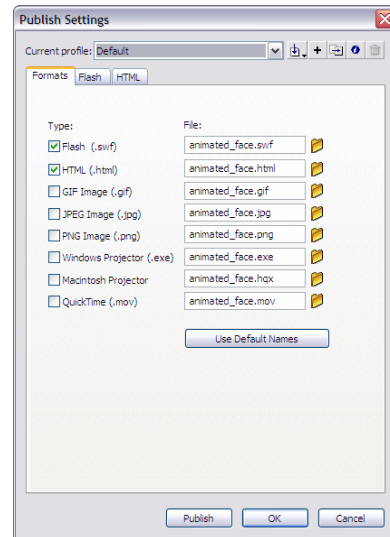 Publish Settings
Current profile: Default
Formats Flash HTML
Type: File:
Flash (.swf) animated_face.swf
HTML (.html) animated_face.html
GIF Image (.gif) animated_face.gif
JPEG Image (.jpg) animated_face.jpg
PNG Image (.png) animated_face.png
Windows Projector (.exe) animated_face.exe
Macintosh Projector animated_face.hqx
QuickTime (.mov) animated_face.mov
Use Default Names
Publish OK Cancel